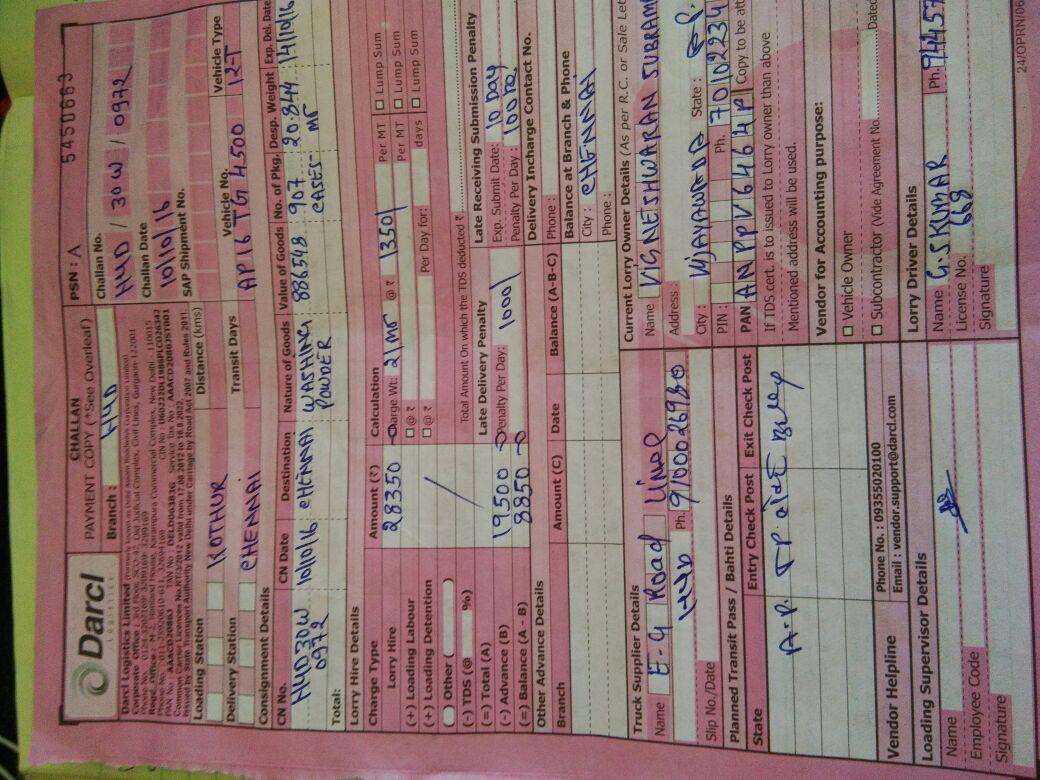 Darcl
Logistics
CHALLAN
PAYMENT COPY (*See Overleaf)
Branch : HYD
PSN : A 5450663
Challan No.
HYD / 30W / 0972
Challan Date
10/10/16
SAP Shipment No.
Darcl Logistics Limited (Formerly known as Delhi Assam Roadways Corporation Limited)
Corporate Office : 3rd Floor, SCO-42, Old Judicial Complex, Civil Lines, Gurgaon-122001
Phone No. : 0124-3207169 3209169 3299169
Regd. Office : M-2, Himland House, Karampura Commercial Complex, New Delhi - 110015
Phone No. : 011-25920610-611, 32694169 CIN No : U60222DL1986PLC026342
PAN No : AAACD2086J TAN No : DELD06383G Service Tax No : AAACD2086JST001
Common Carrier Licences No.RT/3/2012 valid from 17.08.2012 to 16.8.2022,
Issued by State Transport Authority New Delhi under Carriage by Road Act 2007 and Rules 2011.
Loading Station KOTHUR Distance (kms)
Delivery Station CHENNAI Transit Days
Vehicle No. Vehicle Type
AP16 TG 4500 12-T
Consignment Details
CN No. CN Date Destination Nature of Goods Value of Goods No. of Pkg. Desp. Weight Exp. Del. Date
HYD30W 10/10/16 CHENNAI WASHING 886548 907 20.844 14/10/16
0972 POWDER CASES MT
Total:
Lorry Hire Details
Charge Type Amount (₹) Calculation
Lorry Hire 28350 Charge Wt: 21MT @ ₹ 1350/ Per MT Lump Sum
(+) Loading Labour @ ₹ Per MT Lump Sum
(+) Loading Detention @ ₹ Per Day for: days Lump Sum
( ) Other ( )
(-) TDS (@ %) Total Amount On which the TDS deducted ₹
(=) Total (A) Late Delivery Penalty Late Receiving Submission Penalty
(-) Advance (B) 19500 Penalty Per Day: 1000/ Exp. Submit Date: 10 Day
(=) Balance (A - B) 8850 Penalty Per Day :
Other Advance Details Delivery Incharge Contact No.
Branch Amount (C) Date Balance (A-B-C) Phone :
Balance at Branch & Phone
City : CHENNAI
Phone :
Truck Supplier Details
Name E-G Road Lines
HYD Ph. 9100026980
Slip No./Date
Current Lorry Owner Details (As per R.C. or Sale Let
Name VIGNESHWARAN SUBRAM
Address :
City : VIJAYAWADA State : A.P.
PIN : Ph. 70102234
PAN ANPPV6464P Copy to be att
If TDS cert. is to issued to Lorry owner than above
Mentioned address will be used.
Planned Transit Pass / Bahti Details
State Entry Check Post Exit Check Post
A.P.
Vendor for Accounting purpose:
Vehicle Owner
Subcontractor (Vide Agreement No. Dated
Vendor Helpline
Phone No. : 09355020100
Email : vendor.support@darcl.com
Loading Supervisor Details
Name
Employee Code
Signature
Lorry Driver Details
Name G.S KUMAR Ph. 94457
License No. 668
Signature
24/OPRN/06